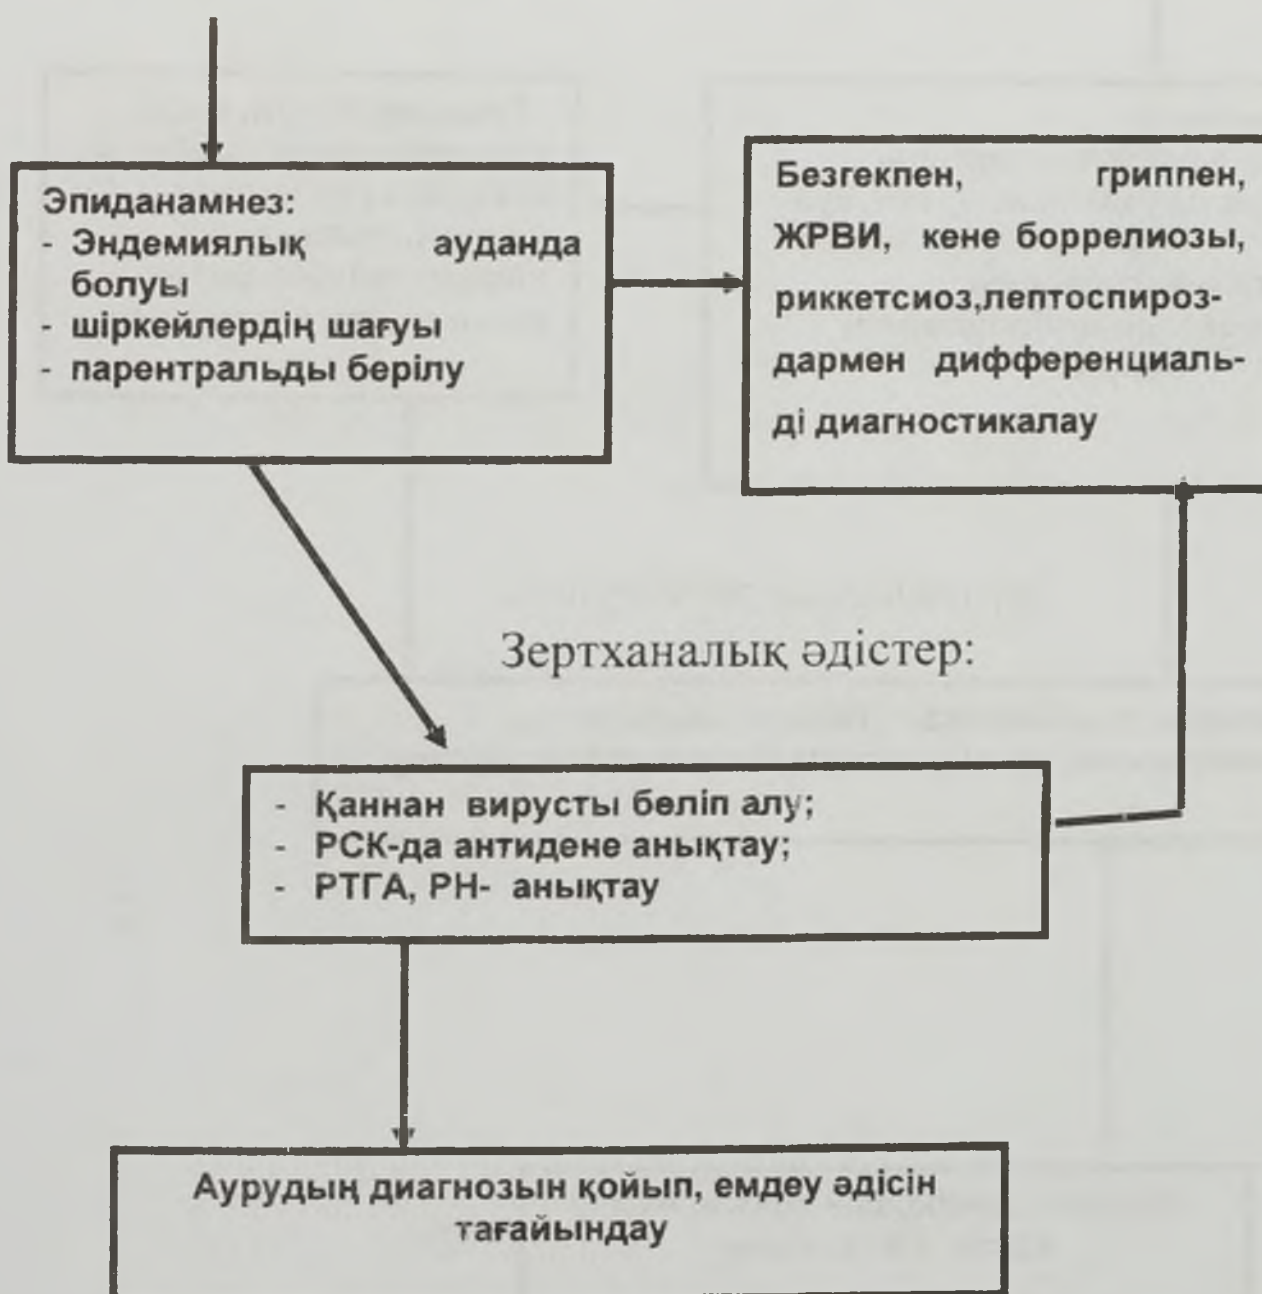 Эпиданамнез:
- Эндемиялық ауданда
болуы
- шіркейлердің шағуы
- парентральды берілу
Безгекпен, гриппен,
ЖРВИ, кене боррелиозы,
риккетсиоз,лептоспироз-
дармен дифференциаль-
ді диагностикалау
Зертханалық әдістер:
- Қаннан вирусты бөліп алу;
- РСК-да антидене анықтау;
- РТГА, РН- анықтау
Аурудың диагнозын қойып, емдеу әдісін
тағайындау